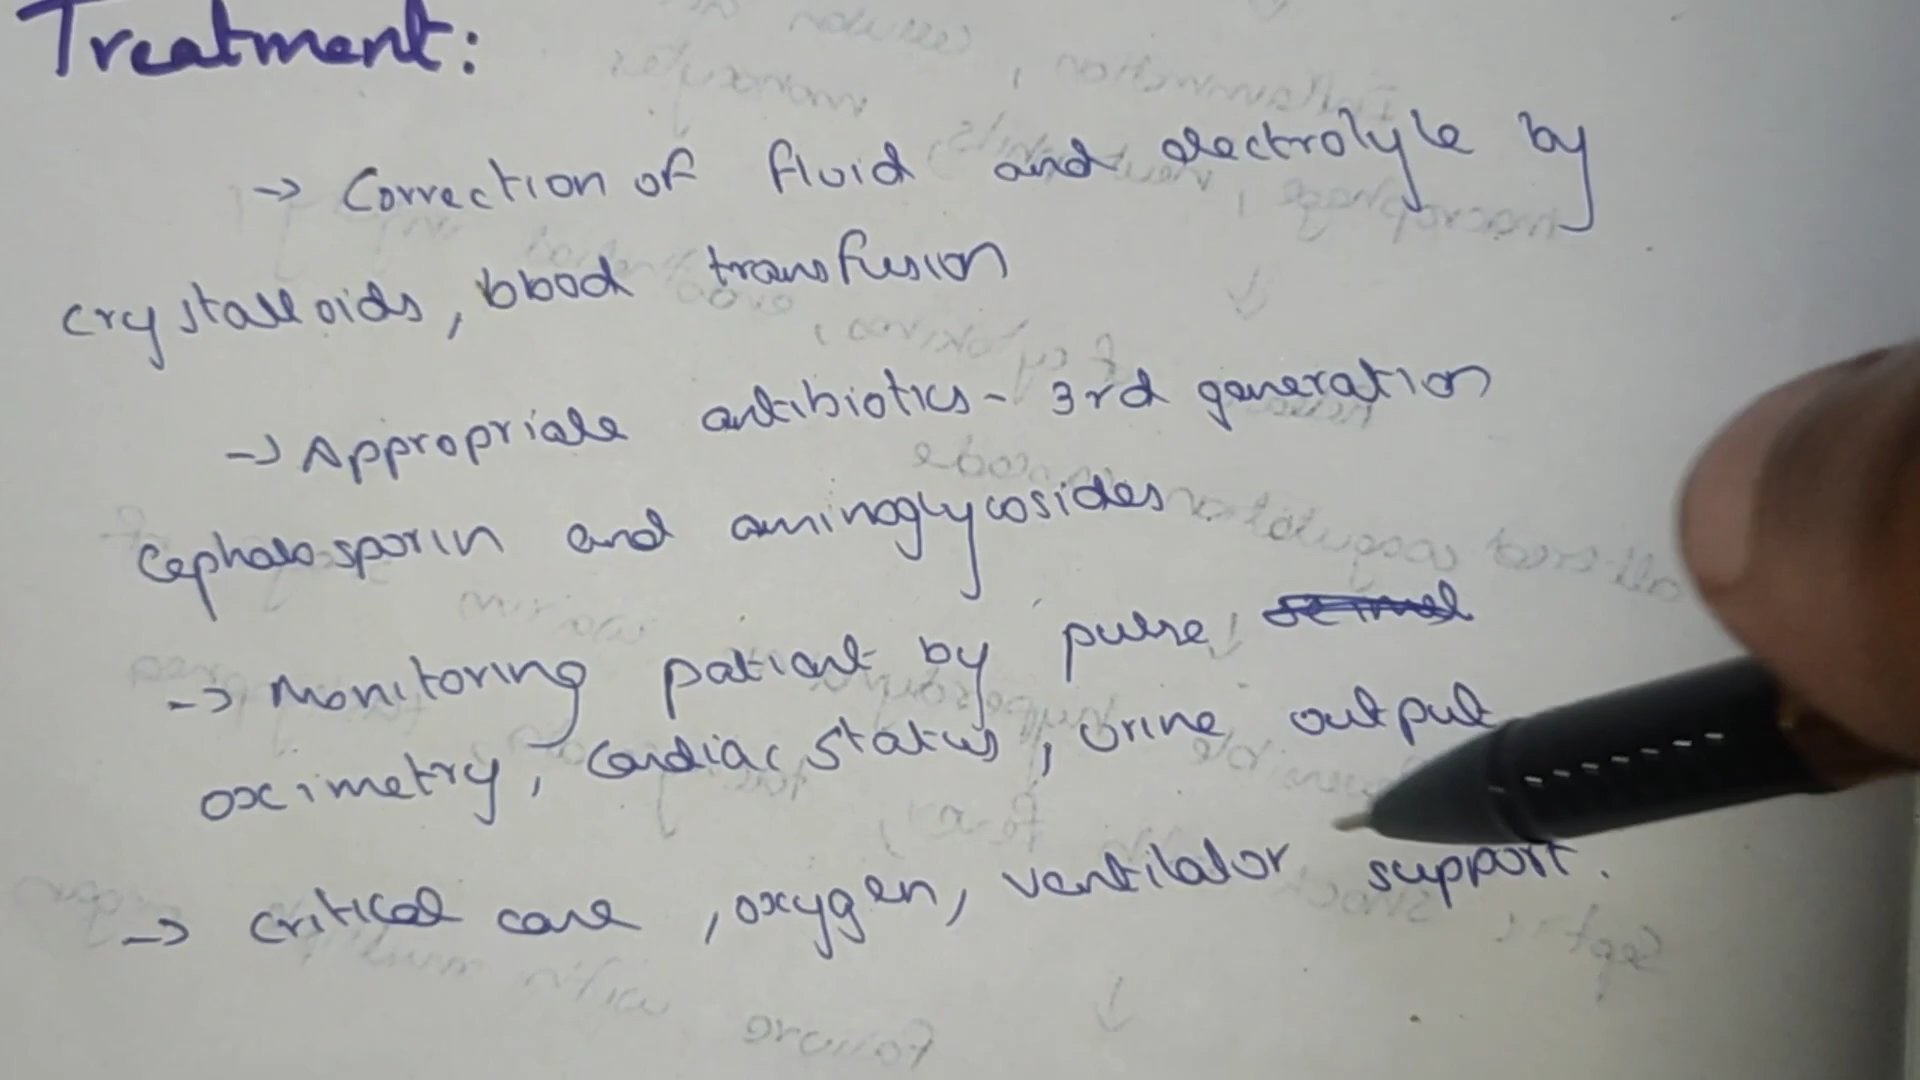 Treatment:
→ Correction of fluid and electrolyte by
crystalloids, blood transfusion
→ Appropriate antibiotics - 3rd generation
cephalosporin and aminoglycosides
→ Monitoring patient by pulse,
oximetry, cardiac status, urine output
→ critical care, oxygen, ventilator support.